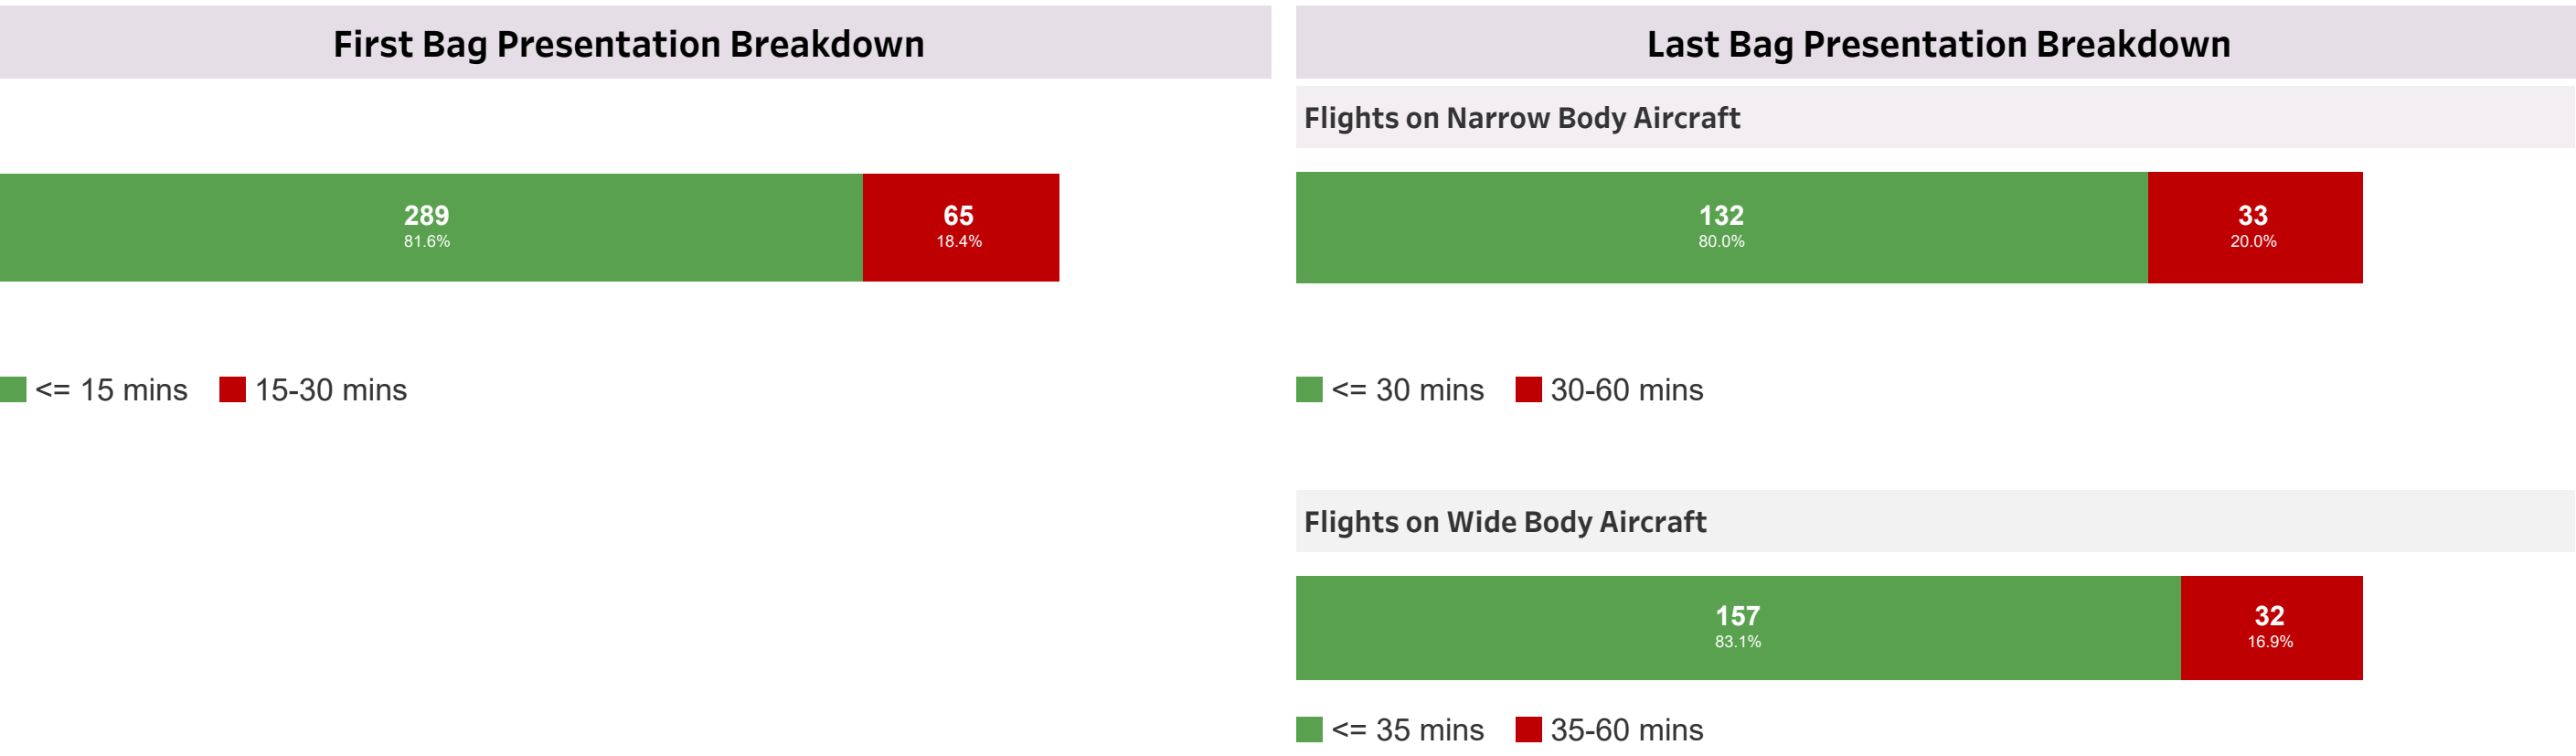 First Bag Presentation Breakdown
289
81.6%
65
18.4%
<= 15 mins 15-30 mins
Last Bag Presentation Breakdown
Flights on Narrow Body Aircraft
132
80.0%
33
20.0%
<= 30 mins 30-60 mins
Flights on Wide Body Aircraft
157
83.1%
32
16.9%
<= 35 mins 35-60 mins